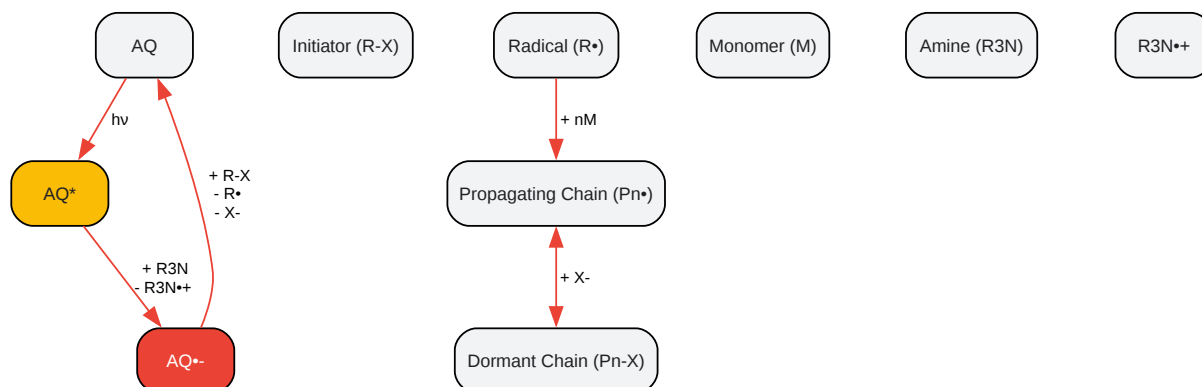 AQ
Initiator (R-X)
Radical (R•)
Monomer (M)
Amine (R3N)
R3N•+
hν
+ nM
+ R-X
- R•
- X-
AQ*
Propagating Chain (Pn•)
+ R3N
- R3N•+
+ X-
AQ•-
Dormant Chain (Pn-X)